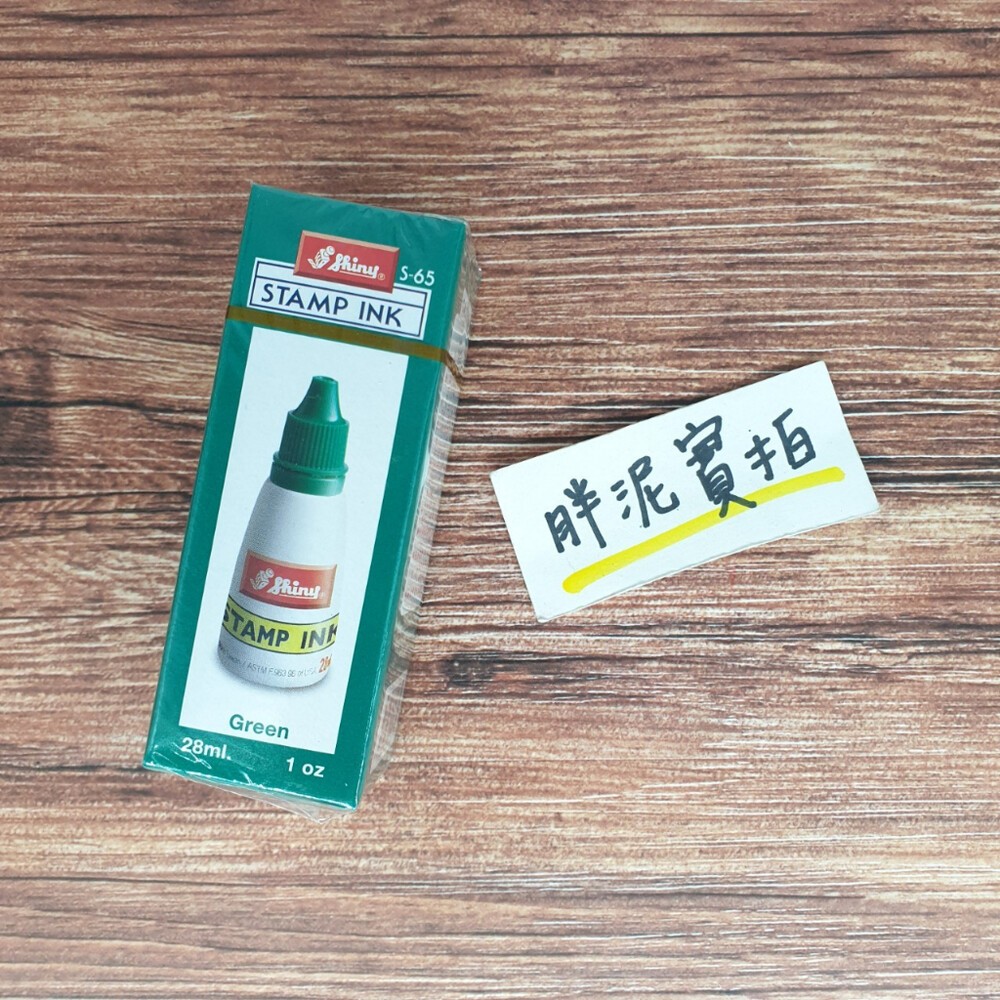 Shiny®
S-65
STAMP INK
Shiny®
STAMP INK
Green
28ml.
1 oz
胖泥實拍